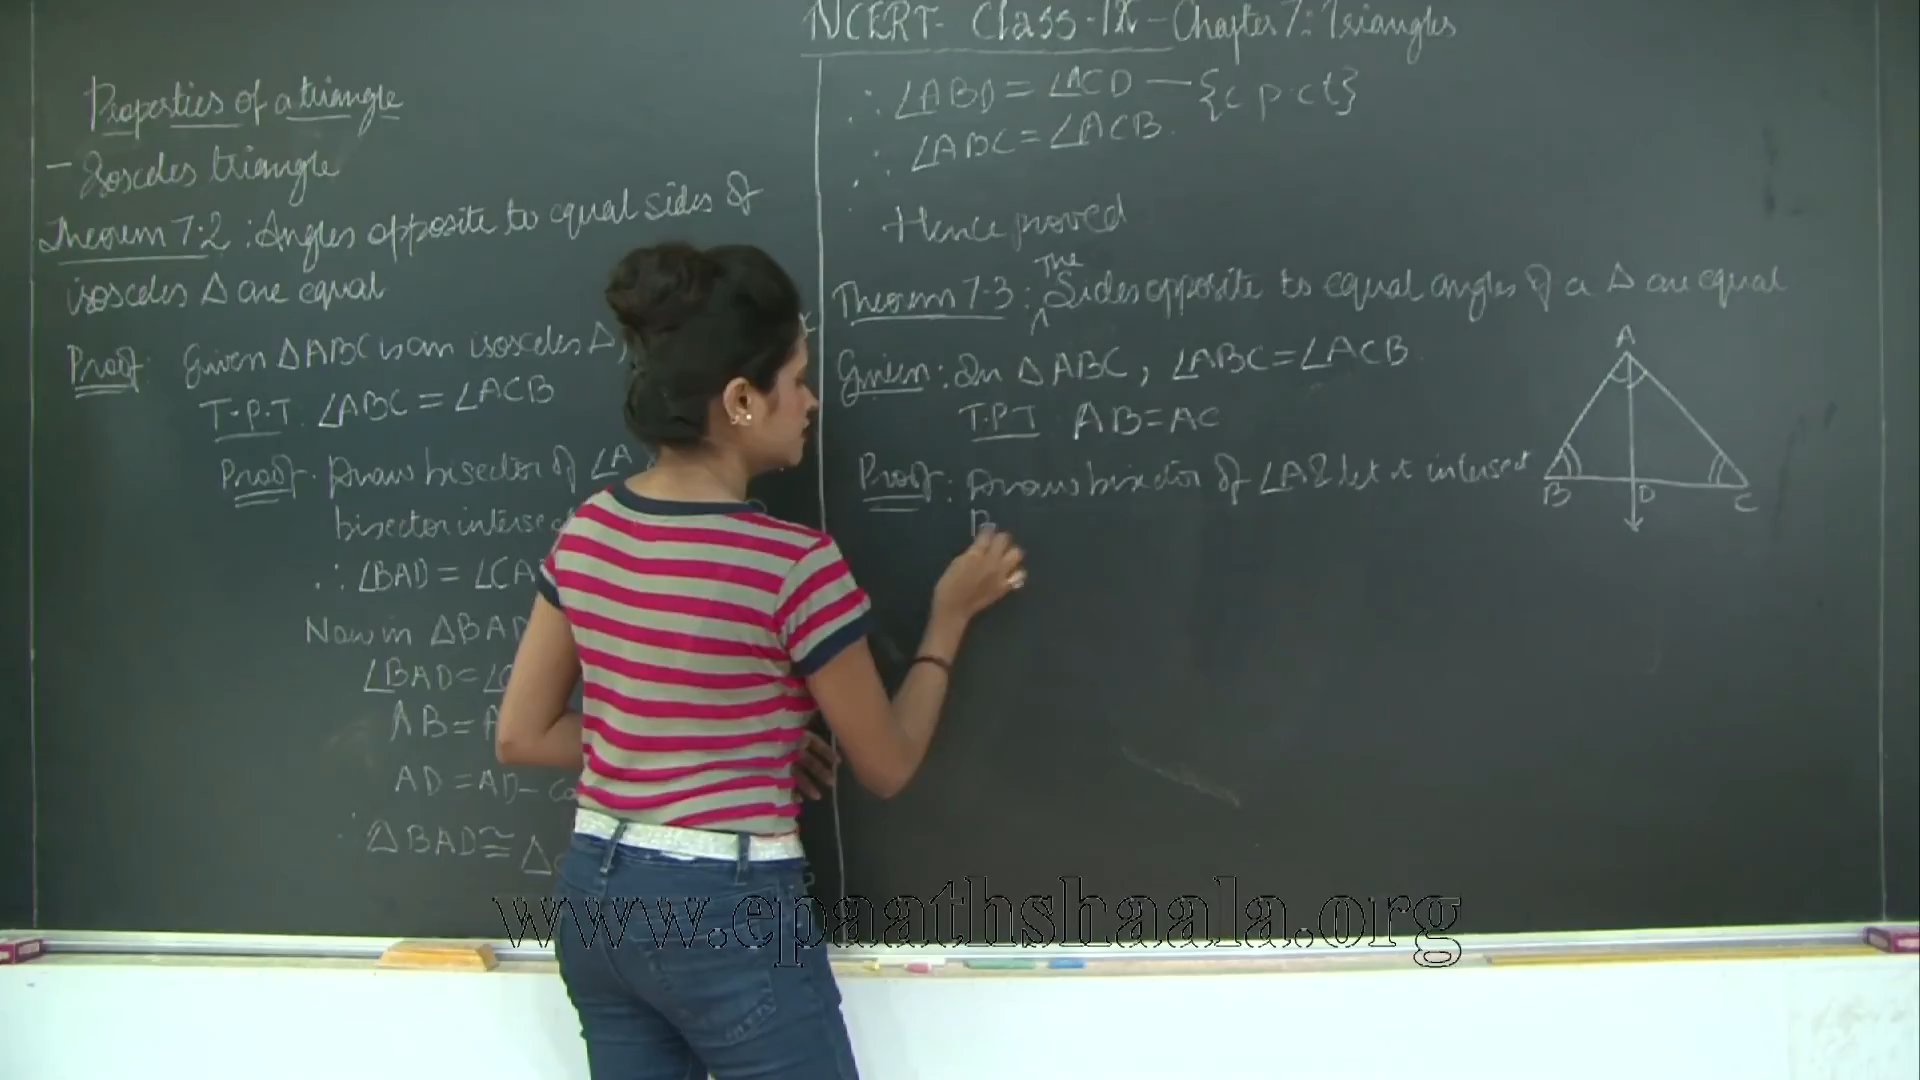 NCERT- Class-IX- Chapter 7: Triangles
Properties of a triangle
- Isosceles triangle
Theorem 7.2 : Angles opposite to equal sides of
isosceles Δ are equal
Proof: Given ΔABC is an isosceles Δ,
T.P.T. ∠ABC = ∠ACB
Proof. Draw bisector of ∠A
bisector
∴ ∠BAD =
Now in ΔBAD
∠BAD =
AB =
AD = AD -
∴ ΔBAD ≅
∴ ∠ABD = ∠ACD — {c p.c t}
∴ ∠ABC = ∠ACB.
Hence proved
The
Theorem 7.3 : Sides opposite to equal angles of a Δ are equal
Given : In ΔABC, ∠ABC = ∠ACB.
T.P.T AB = AC
Proof : Draw bisector of ∠A & let it intersect
B
A
B D C
www.epaathshaala.org